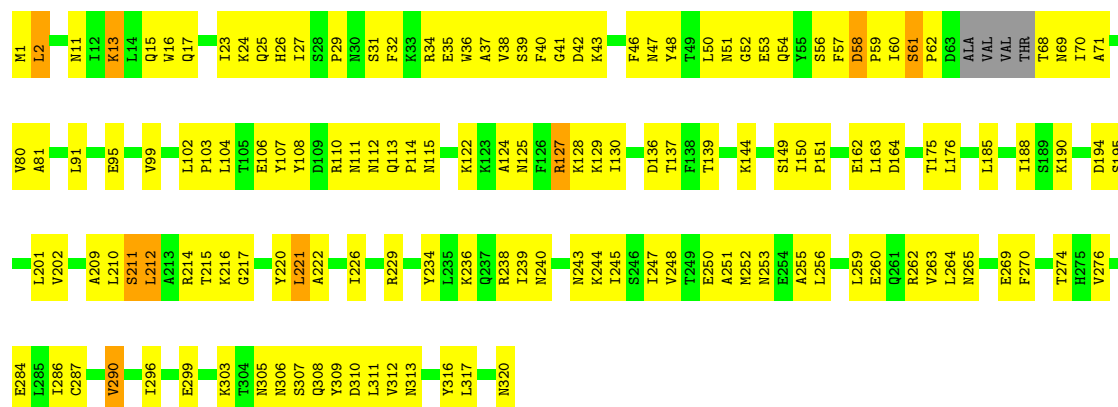 M1 L2 N11 I12 K13 L14 Q15 W16 Q17 I23 K24 Q25 H26 I27 S28 P29 N30 S31 F32 K33 R34 E35 W36 A37 V38 S39 F40 G41 D42 K43 F46 N47 Y48 T49 L50 N51 G52 E53 Q54 Y55 S56 F57 D58 P59 I60 S61 P62 D63 ALA VAL VAL THR T68 N69 I70 A71
V80 A81 L91 E95 V99 L102 P103 L104 T105 E106 Y107 Y108 D109 R110 N111 N112 Q113 P114 N115 K122 K123 A124 N125 F126 R127 K128 K129 I130 D136 T137 F138 T139 K144 S149 I150 P151 E162 L163 D164 T175 L176 L185 I188 S189 K190 D194 S195
L201 V202 A209 L210 S211 L212 A213 R214 T215 K216 G217 Y220 L221 A222 I226 R229 Y234 L235 K236 Q237 R238 I239 N240 N243 K244 I245 S246 I247 V248 T249 E250 A251 M252 N253 E254 A255 L256 L259 E260 Q261 R262 V263 L264 N265 E269 F270 T274 H275 V276
E284 L285 I286 C287 V290 I296 E299 K303 T304 N305 N306 S307 Q308 Y309 D310 L311 V312 N313 Y316 L317 N320